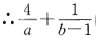 ∴ 4/a + 1/(b−1)